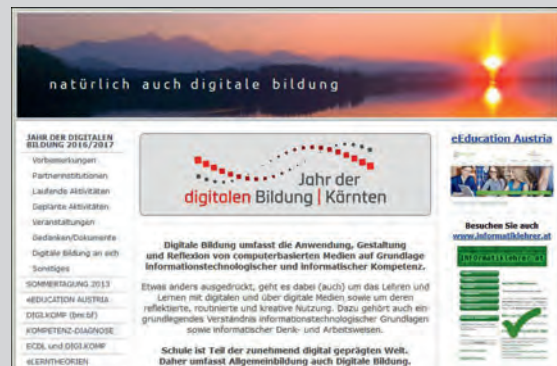 natürlich auch digitale bildung
JAHR DER DIGITALEN
BILDUNG 2016/2017
Vorbemerkungen
Partnerinstitutionen
Laufende Aktivitäten
Geplante Aktivitäten
Veranstaltungen
Gedanken/Dokumente
Digitale Bildung an sich
Sonstiges
SOMMERTAGUNG 2013
eEDUCATION AUSTRIA
DIGI.KOMP (bm:bf)
KOMPETENZ-DIAGNOSE
ECDL und DIGI.KOMP
eLERNTHEORIEN
Jahr der
digitalen Bildung | Kärnten
Digitale Bildung umfasst die Anwendung, Gestaltung
und Reflexion von computerbasierten Medien auf Grundlage
informationstechnologischer und informatischer Kompetenz.
Etwas anders ausgedrückt, geht es dabei (auch) um das Lehren und
Lernen mit digitalen und über digitale Medien sowie um deren
reflektierte, routinierte und kreative Nutzung. Dazu gehört auch ein
grundlegendes Verständnis informationstechnologischer Grundlagen
sowie informatischer Denk- und Arbeitsweisen.
Schule ist Teil der zunehmend digital geprägten Welt.
Daher umfasst Allgemeinbildung auch Digitale Bildung.
eEducation Austria
Besuchen Sie auch
www.informatiklehrer.at
informatiklehrer.at